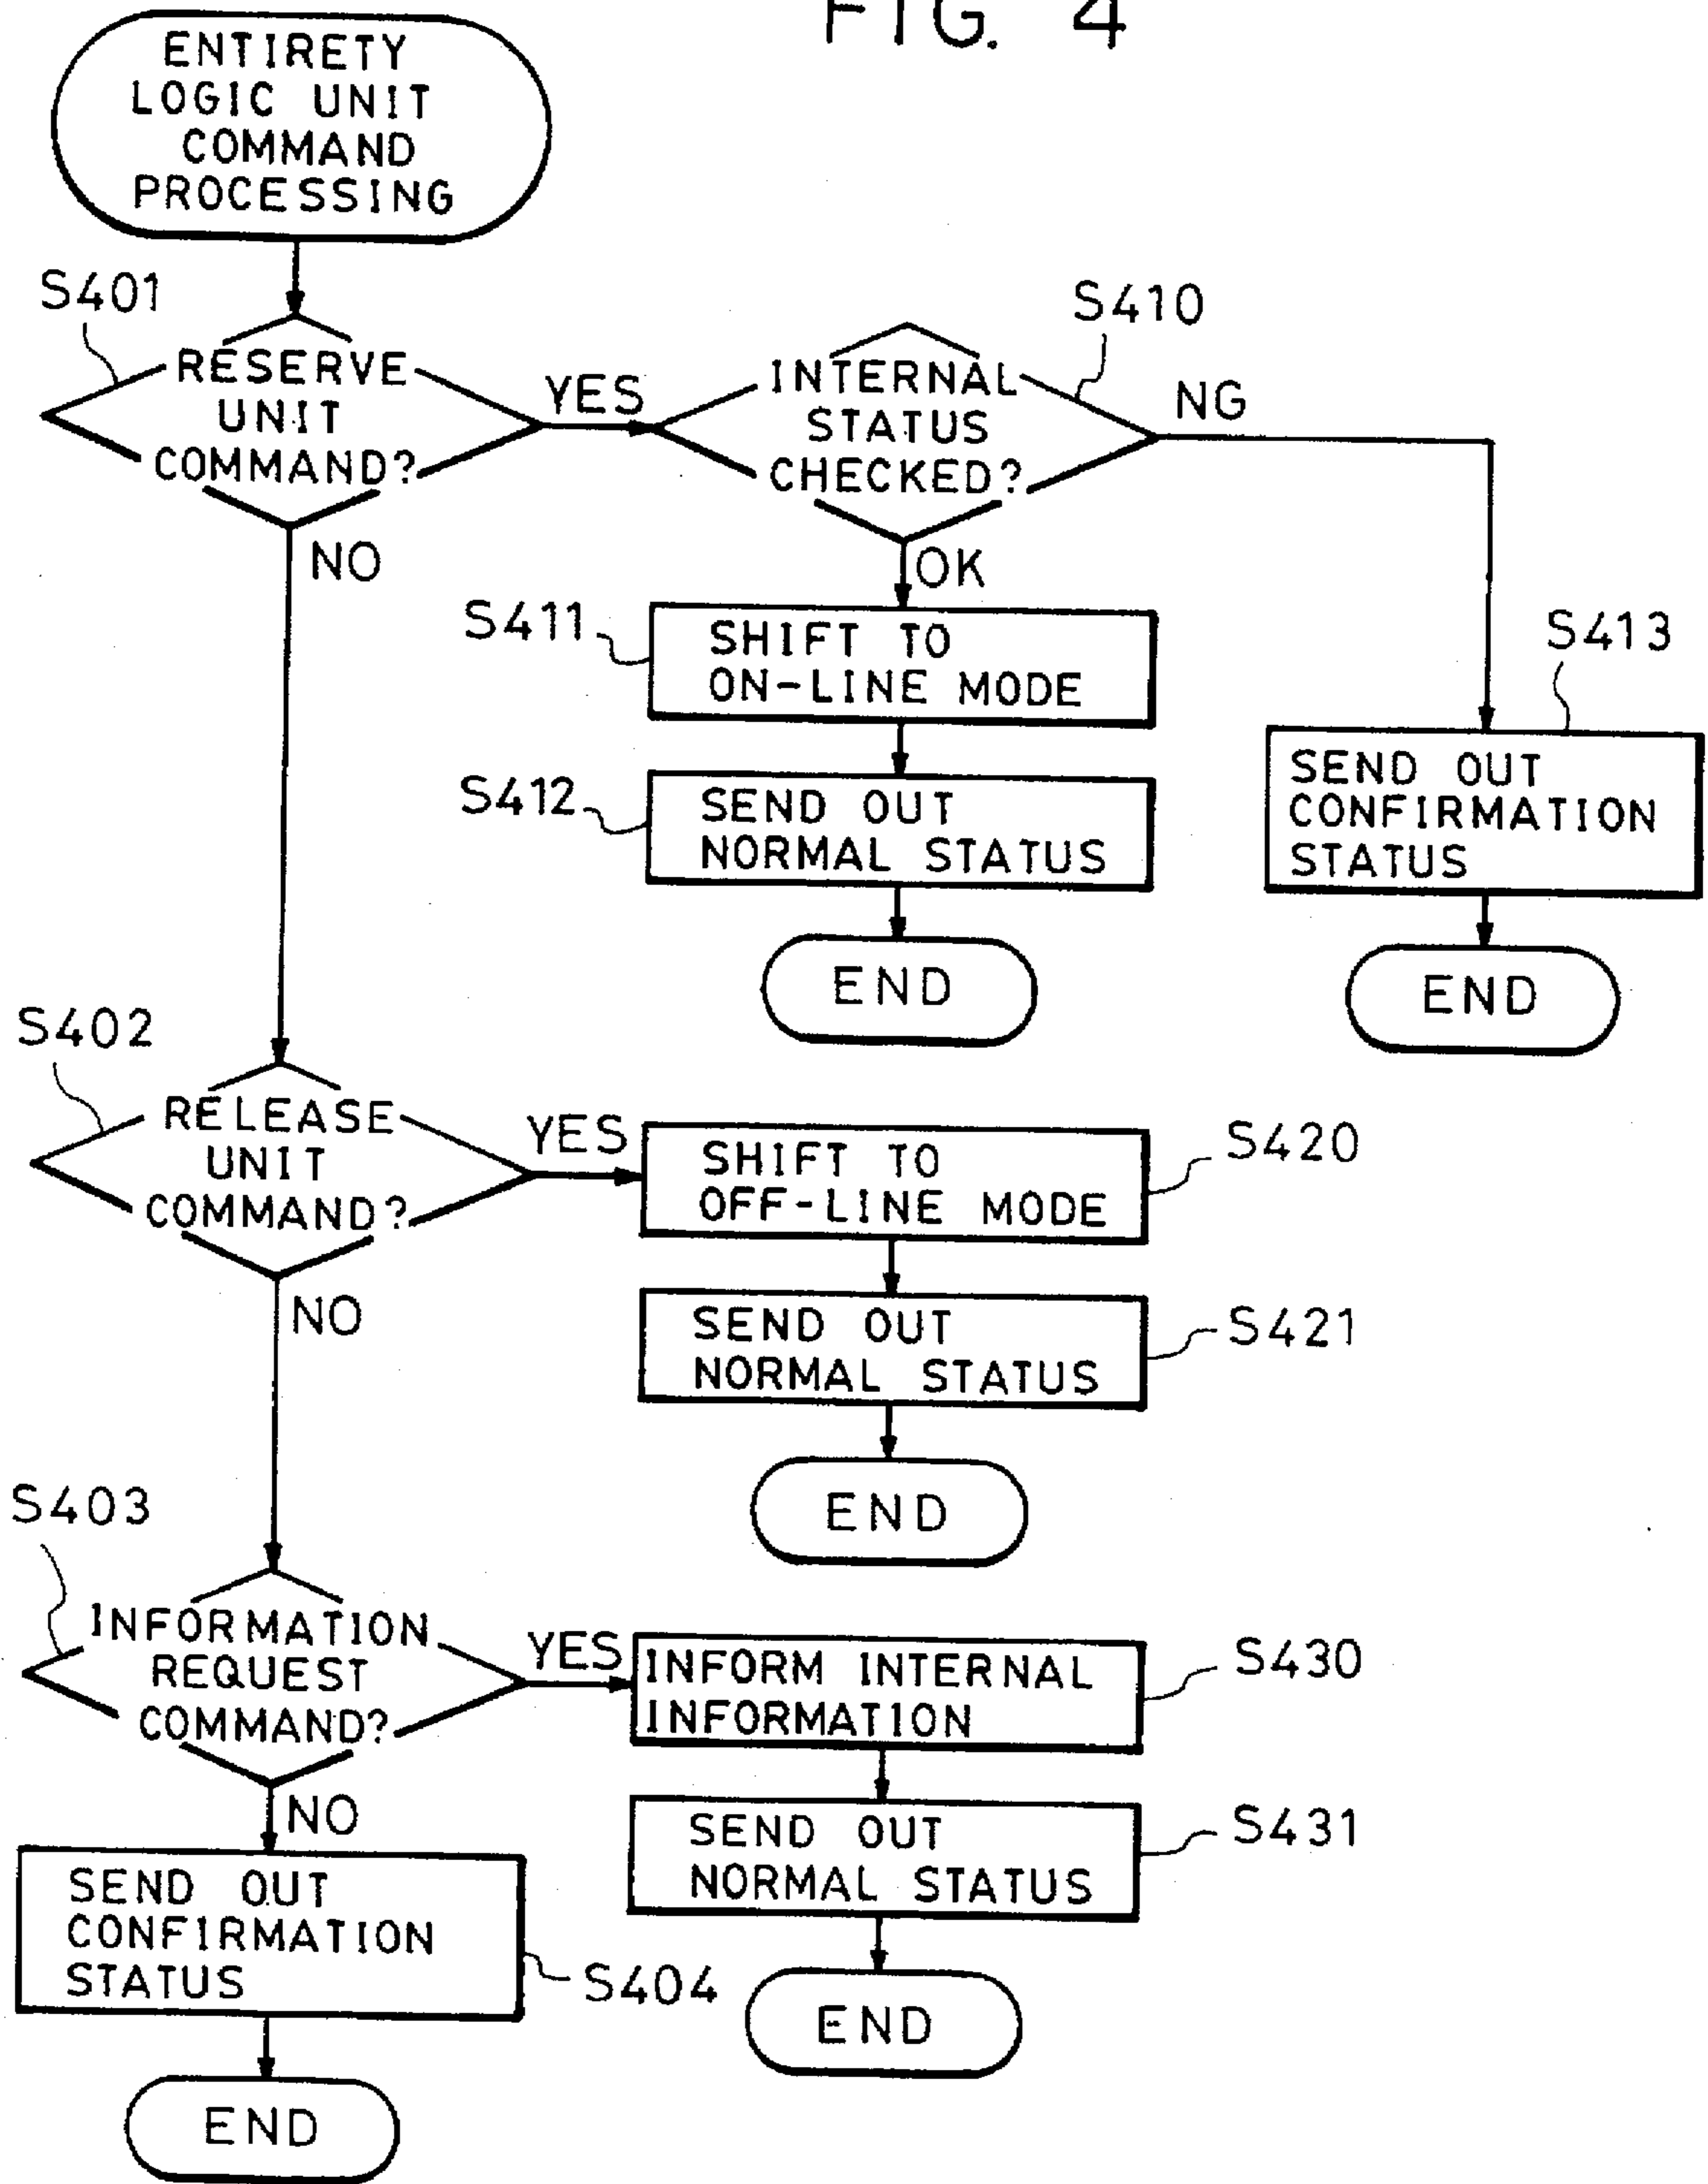 FIG. 4
ENTIRETY
LOGIC UNIT
COMMAND
PROCESSING
S401
RESERVE
UNIT
COMMAND?
YES
NO
S410
INTERNAL
STATUS
CHECKED?
NG
OK
S411
SHIFT TO
ON-LINE MODE
S412
SEND OUT
NORMAL STATUS
END
S413
SEND OUT
CONFIRMATION
STATUS
END
S402
RELEASE
UNIT
COMMAND?
YES
NO
SHIFT TO
OFF-LINE MODE
S420
SEND OUT
NORMAL STATUS
S421
END
S403
INFORMATION
REQUEST
COMMAND?
YES
NO
INFORM INTERNAL
INFORMATION
S430
SEND OUT
NORMAL STATUS
S431
END
SEND OUT
CONFIRMATION
STATUS
S404
END